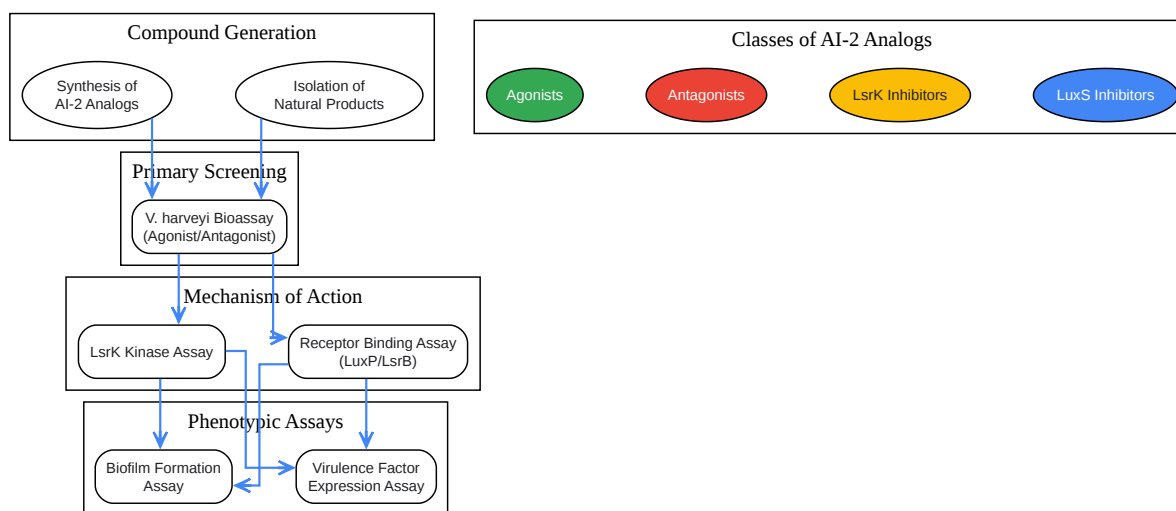 Compound Generation
Synthesis of
AI-2 Analogs
Isolation of
Natural Products
Classes of AI-2 Analogs
Agonists
Antagonists
LsrK Inhibitors
LuxS Inhibitors
Primary Screening
V. harveyi Bioassay
(Agonist/Antagonist)
Mechanism of Action
LsrK Kinase Assay
Receptor Binding Assay
(LuxP/LsrB)
Phenotypic Assays
Biofilm Formation
Assay
Virulence Factor
Expression Assay